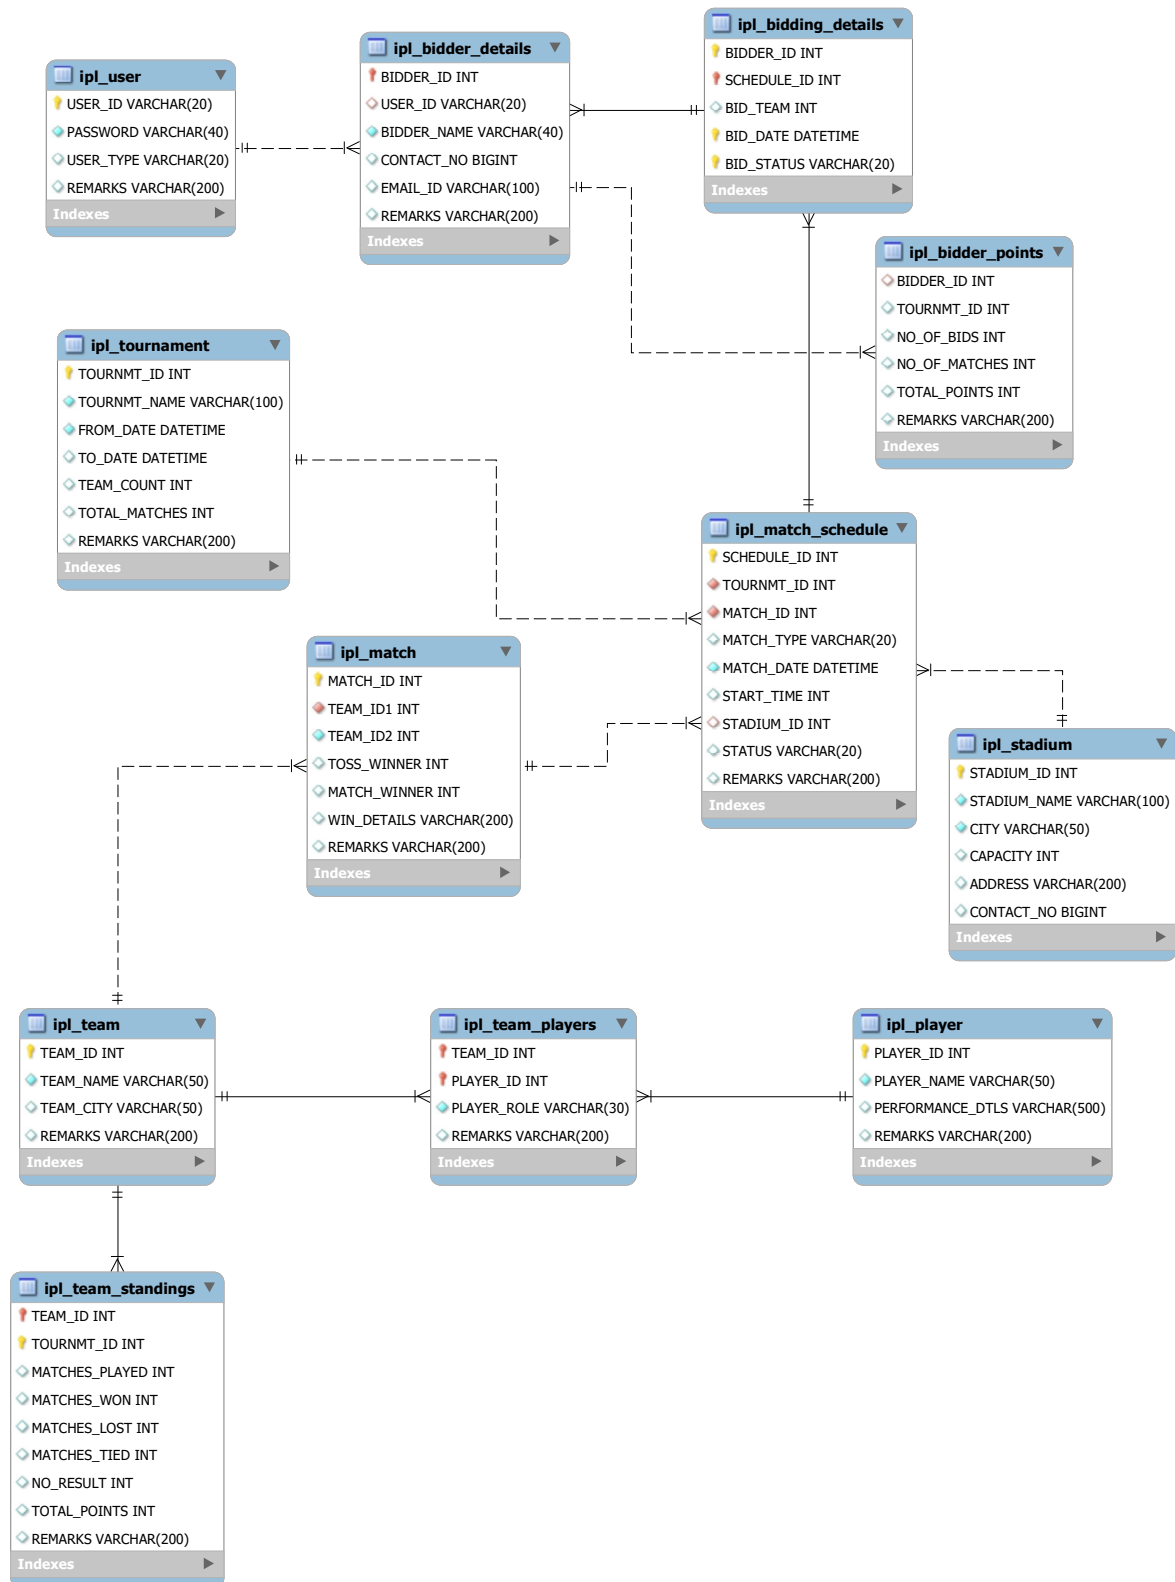 ipl_user
USER_ID VARCHAR(20)
PASSWORD VARCHAR(40)
USER_TYPE VARCHAR(20)
REMARKS VARCHAR(200)
Indexes
ipl_bidder_details
BIDDER_ID INT
USER_ID VARCHAR(20)
BIDDER_NAME VARCHAR(40)
CONTACT_NO BIGINT
EMAIL_ID VARCHAR(100)
REMARKS VARCHAR(200)
Indexes
ipl_bidding_details
BIDDER_ID INT
SCHEDULE_ID INT
BID_TEAM INT
BID_DATE DATETIME
BID_STATUS VARCHAR(20)
Indexes
ipl_bidder_points
BIDDER_ID INT
TOURNMT_ID INT
NO_OF_BIDS INT
NO_OF_MATCHES INT
TOTAL_POINTS INT
REMARKS VARCHAR(200)
Indexes
ipl_tournament
TOURNMT_ID INT
TOURNMT_NAME VARCHAR(100)
FROM_DATE DATETIME
TO_DATE DATETIME
TEAM_COUNT INT
TOTAL_MATCHES INT
REMARKS VARCHAR(200)
Indexes
ipl_match_schedule
SCHEDULE_ID INT
TOURNMT_ID INT
MATCH_ID INT
MATCH_TYPE VARCHAR(20)
MATCH_DATE DATETIME
START_TIME INT
STADIUM_ID INT
STATUS VARCHAR(20)
REMARKS VARCHAR(200)
Indexes
ipl_match
MATCH_ID INT
TEAM_ID1 INT
TEAM_ID2 INT
TOSS_WINNER INT
MATCH_WINNER INT
WIN_DETAILS VARCHAR(200)
REMARKS VARCHAR(200)
Indexes
ipl_stadium
STADIUM_ID INT
STADIUM_NAME VARCHAR(100)
CITY VARCHAR(50)
CAPACITY INT
ADDRESS VARCHAR(200)
CONTACT_NO BIGINT
Indexes
ipl_team
TEAM_ID INT
TEAM_NAME VARCHAR(50)
TEAM_CITY VARCHAR(50)
REMARKS VARCHAR(200)
Indexes
ipl_team_players
TEAM_ID INT
PLAYER_ID INT
PLAYER_ROLE VARCHAR(30)
REMARKS VARCHAR(200)
Indexes
ipl_player
PLAYER_ID INT
PLAYER_NAME VARCHAR(50)
PERFORMANCE_DTLS VARCHAR(500)
REMARKS VARCHAR(200)
Indexes
ipl_team_standings
TEAM_ID INT
TOURNMT_ID INT
MATCHES_PLAYED INT
MATCHES_WON INT
MATCHES_LOST INT
MATCHES_TIED INT
NO_RESULT INT
TOTAL_POINTS INT
REMARKS VARCHAR(200)
Indexes